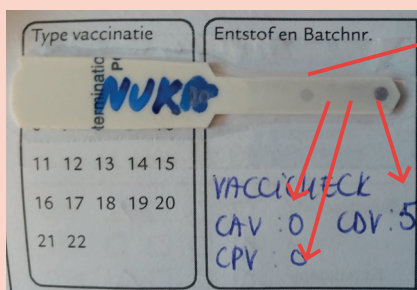 Type vaccinatie
Entstof en Batchnr.
NUKA
11 12 13 14 15
16 17 18 19 20
21 22
VACCICHECK
CAV : 0 CDV : 5
CPV : 0